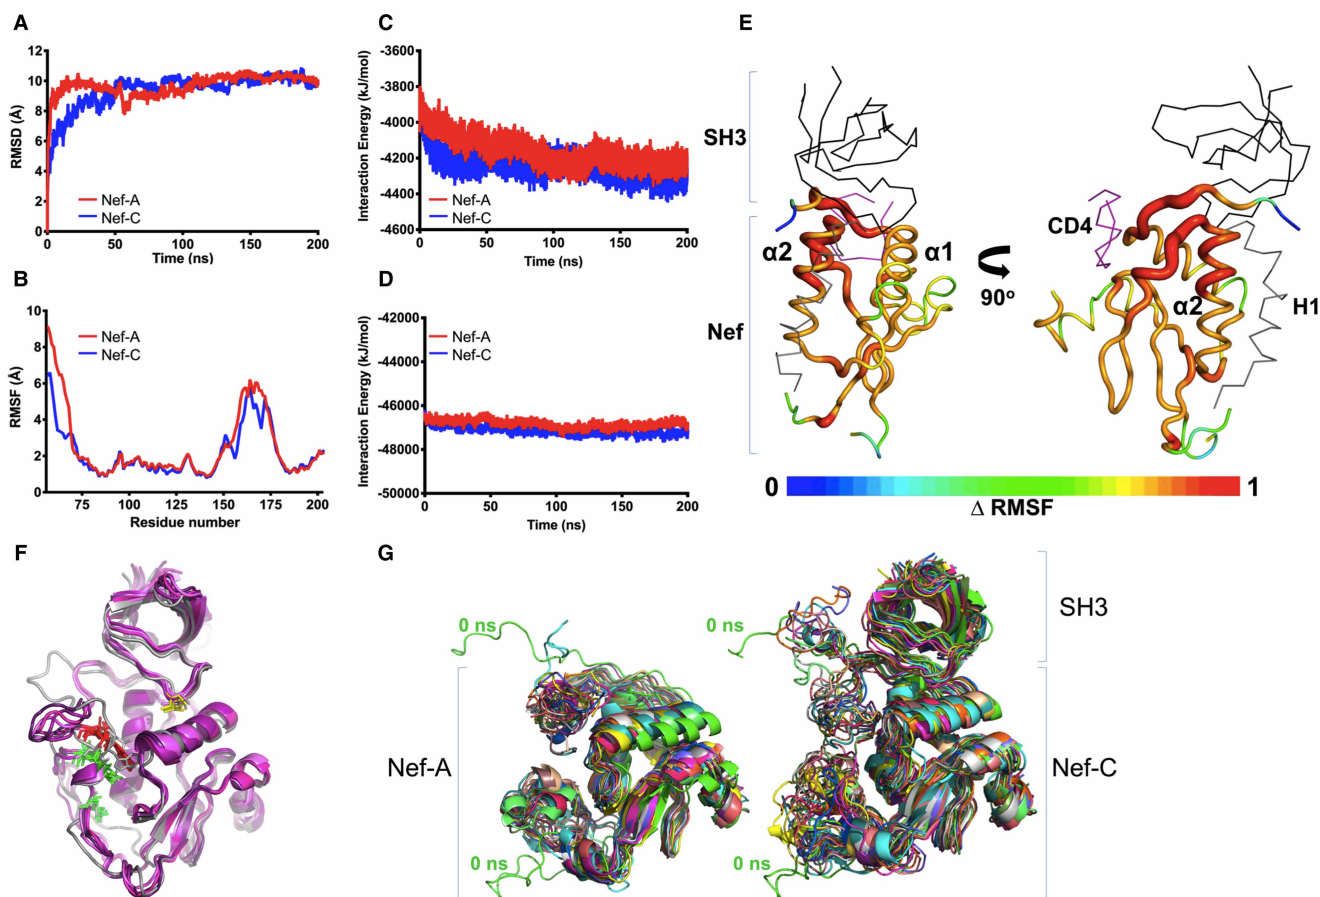 A
12
10
8
6
4
2
0
RMSD (Å)
Nef-A
Nef-C
0
50
100
150
200
Time (ns)
C
-3600
-3800
-4000
-4200
-4400
-4600
Interaction Energy (kJ/mol)
Nef-A
Nef-C
0
50
100
150
200
Time (ns)
E
SH3
Nef
α2
α1
90°
CD4
α2
H1
0
1
Δ RMSF
B
10
8
6
4
2
0
RMSF (Å)
Nef-A
Nef-C
75
100
125
150
175
200
Residue number
D
-42000
-44000
-46000
-48000
-50000
Interaction Energy (kJ/mol)
Nef-A
Nef-C
0
50
100
150
200
Time (ns)
F
G
0 ns
0 ns
SH3
Nef-A
Nef-C
0 ns
0 ns